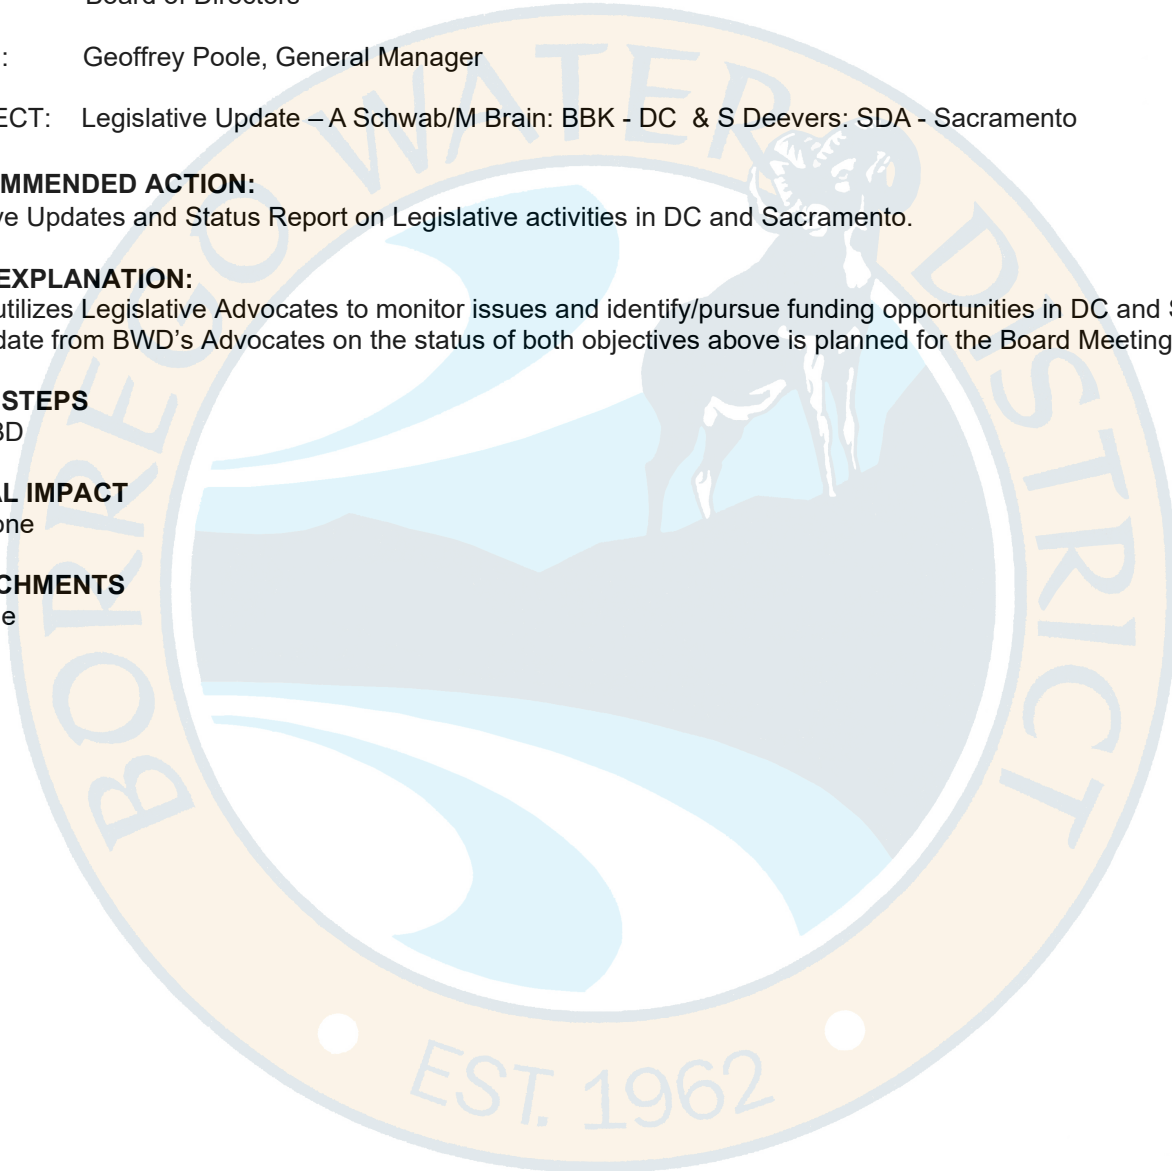 Board of Directors
: Geoffrey Poole, General Manager
ECT: Legislative Update – A Schwab/M Brain: BBK - DC & S Deevers: SDA - Sacramento
MMENDED ACTION:
ve Updates and Status Report on Legislative activities in DC and Sacramento.
EXPLANATION:
utilizes Legislative Advocates to monitor issues and identify/pursue funding opportunities in DC and S
date from BWD’s Advocates on the status of both objectives above is planned for the Board Meeting
STEPS
BD
AL IMPACT
one
CHMENTS
e
BORREGO WATER DISTRICT
EST. 1962